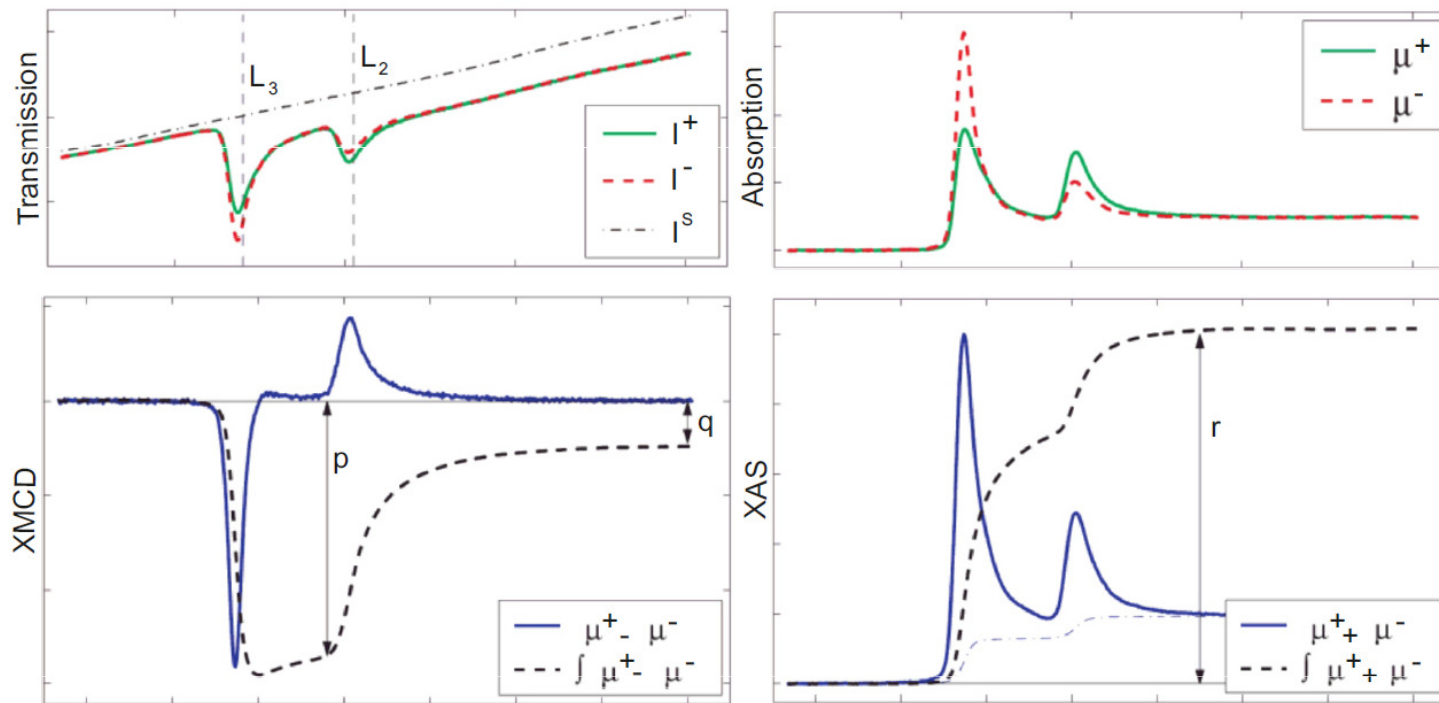 Transmission
L₃
L₂
I⁺
I⁻
Iˢ
Absorption
μ⁺
μ⁻
XMCD
p
q
μ⁺- μ⁻
∫ μ⁺- μ⁻
XAS
r
μ⁺+ μ⁻
∫ μ⁺+ μ⁻